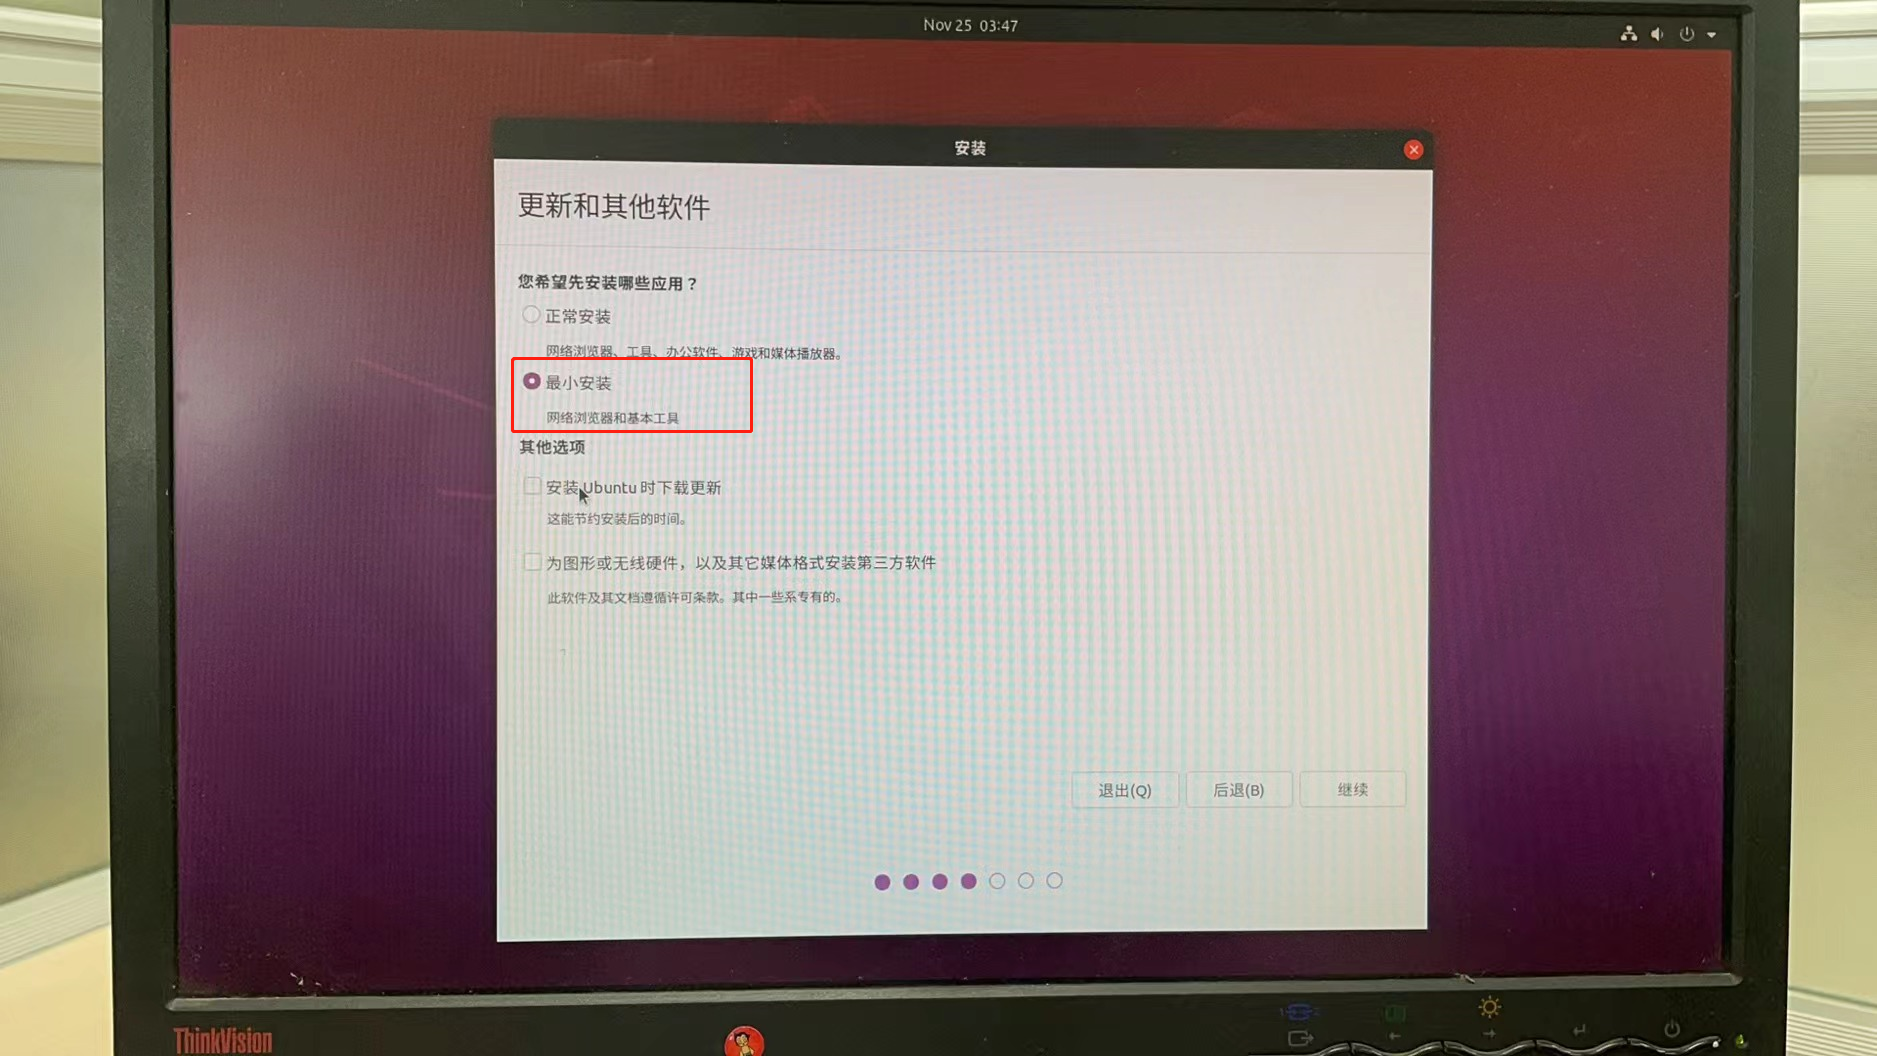 Nov 25 03:47
安装
更新和其他软件
您希望先安装哪些应用？
正常安装
网络浏览器、工具、办公软件、游戏和媒体播放器。
最小安装
网络浏览器和基本工具
其他选项
安装 Ubuntu 时下载更新
这能节约安装后的时间。
为图形或无线硬件，以及其它媒体格式安装第三方软件
此软件及其文档遵循许可条款。其中一些系专有的。
退出(Q)
后退(B)
继续
ThinkVision